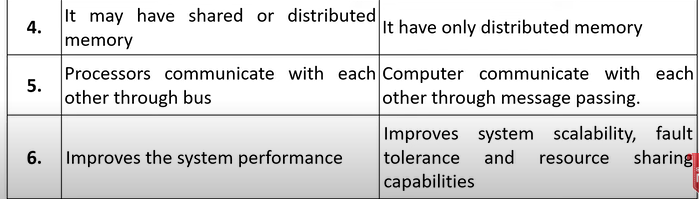 4.
It may have shared or distributed
memory
It have only distributed memory
5.
Processors communicate with each
other through bus
Computer communicate with each
other through message passing.
6.
Improves the system performance
Improves system scalability, fault
tolerance and resource sharing
capabilities